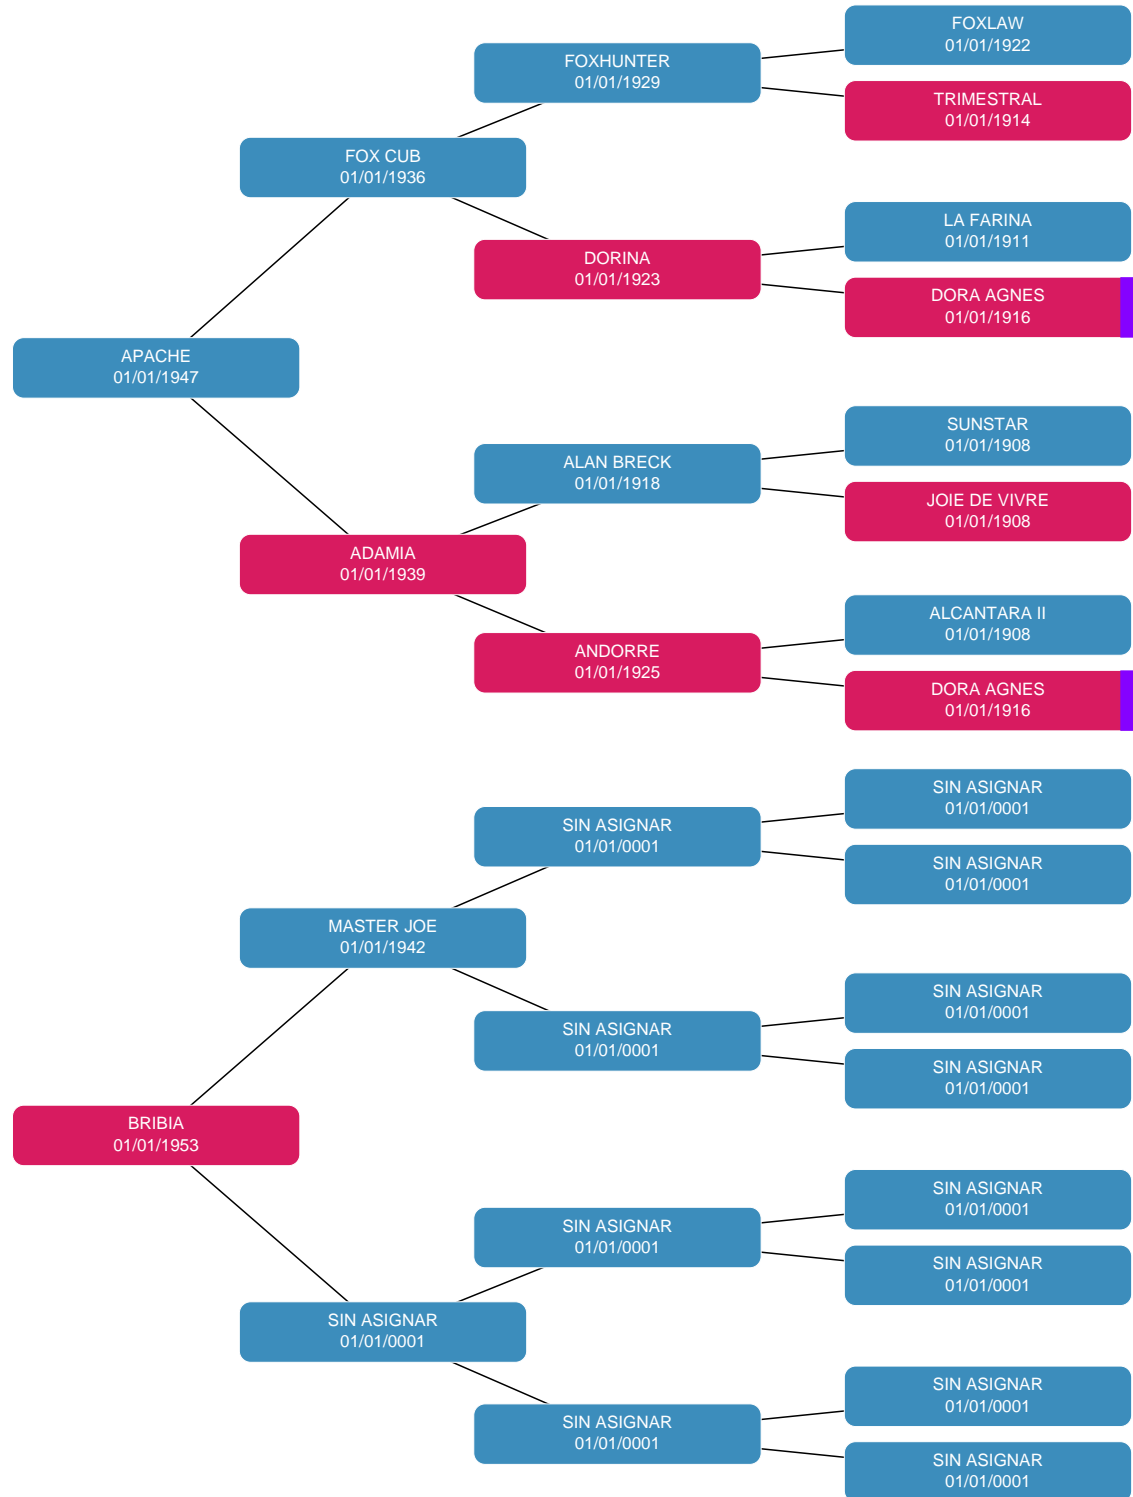 FOXLAW
01/01/1922
FOXHUNTER
01/01/1929
TRIMESTRAL
01/01/1914
FOX CUB
01/01/1936
LA FARINA
01/01/1911
DORINA
01/01/1923
DORA AGNES
01/01/1916
APACHE
01/01/1947
SUNSTAR
01/01/1908
ALAN BRECK
01/01/1918
JOIE DE VIVRE
01/01/1908
ADAMIA
01/01/1939
ALCANTARA II
01/01/1908
ANDORRE
01/01/1925
DORA AGNES
01/01/1916
SIN ASIGNAR
01/01/0001
SIN ASIGNAR
01/01/0001
SIN ASIGNAR
01/01/0001
MASTER JOE
01/01/1942
SIN ASIGNAR
01/01/0001
SIN ASIGNAR
01/01/0001
SIN ASIGNAR
01/01/0001
BRIBIA
01/01/1953
SIN ASIGNAR
01/01/0001
SIN ASIGNAR
01/01/0001
SIN ASIGNAR
01/01/0001
SIN ASIGNAR
01/01/0001
SIN ASIGNAR
01/01/0001
SIN ASIGNAR
01/01/0001
SIN ASIGNAR
01/01/0001